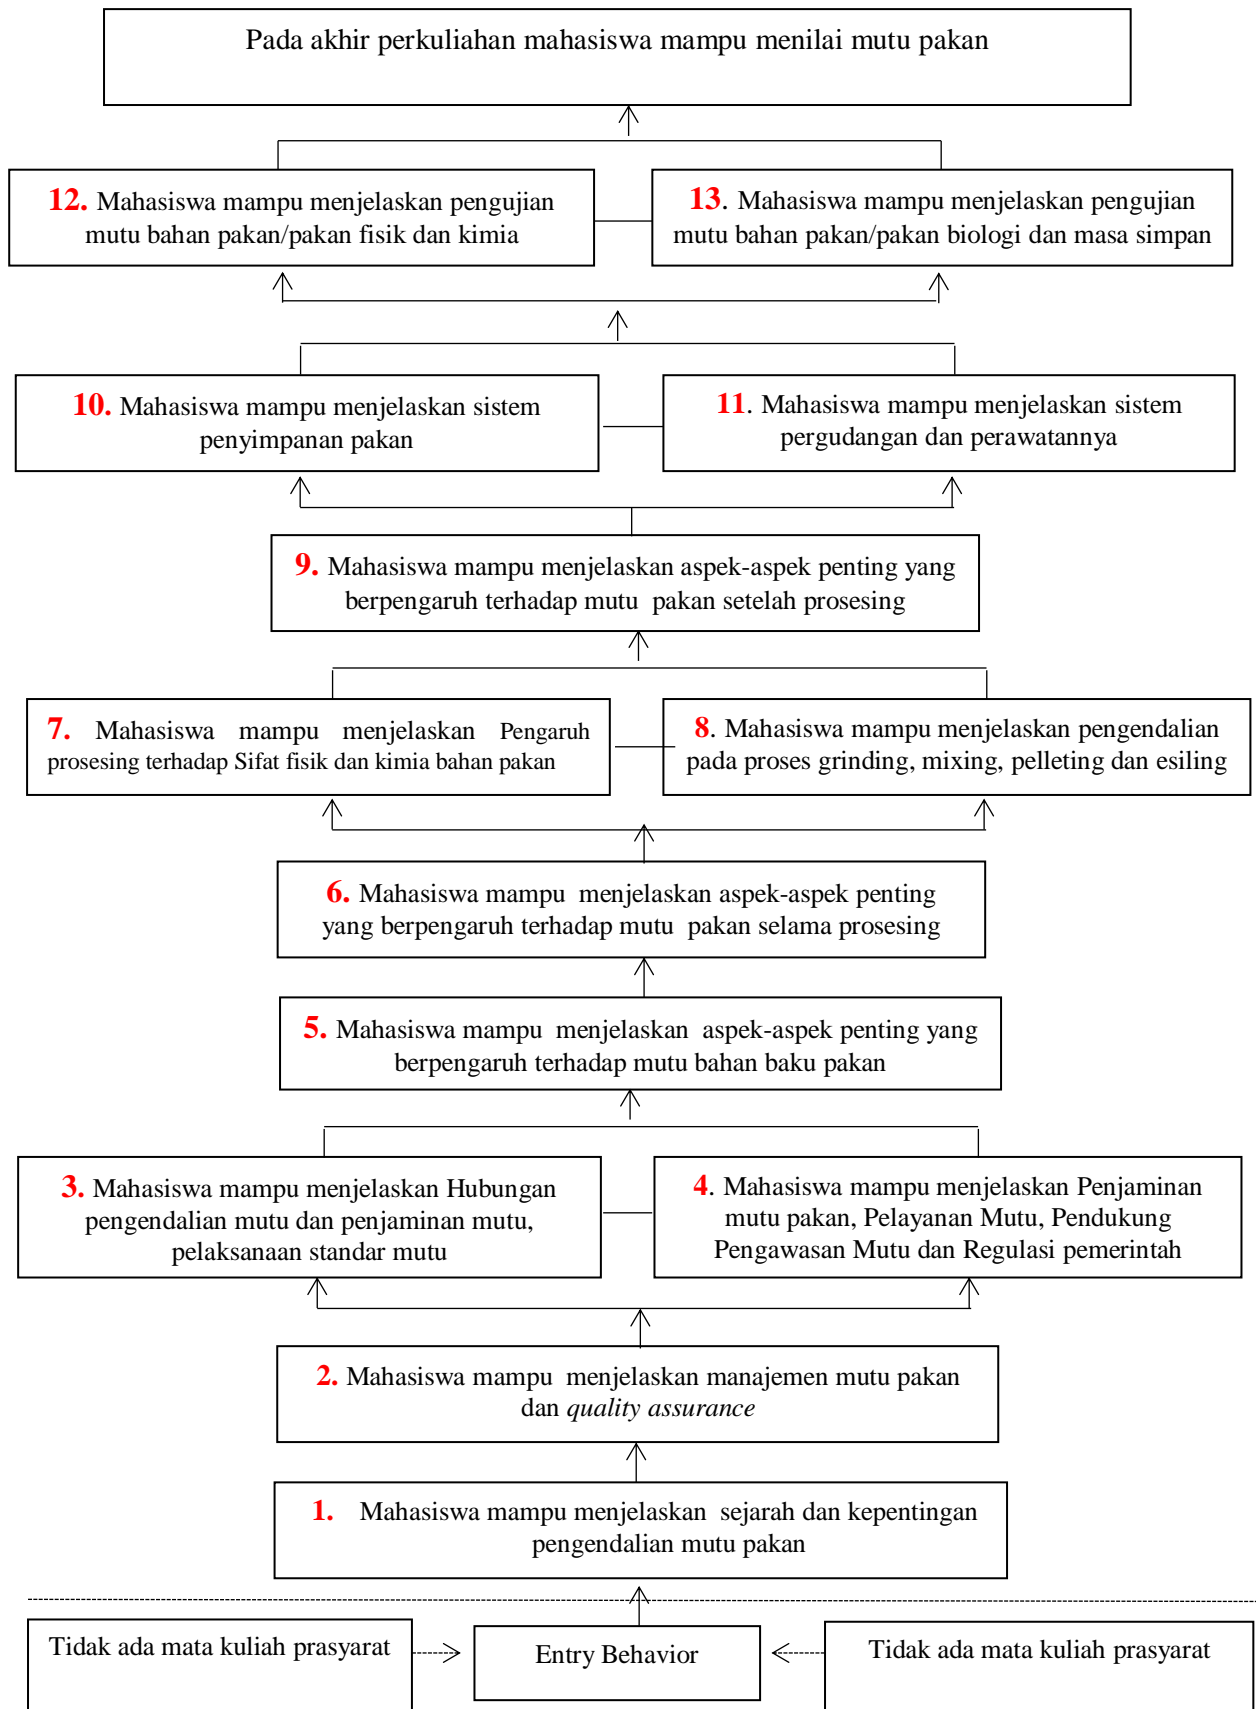 Pada akhir perkuliahan mahasiswa mampu menilai mutu pakan
12. Mahasiswa mampu menjelaskan pengujian
mutu bahan pakan/pakan fisik dan kimia
13. Mahasiswa mampu menjelaskan pengujian
mutu bahan pakan/pakan biologi dan masa simpan
10. Mahasiswa mampu menjelaskan sistem
penyimpanan pakan
11. Mahasiswa mampu menjelaskan sistem
pergudangan dan perawatannya
9. Mahasiswa mampu menjelaskan aspek-aspek penting yang
berpengaruh terhadap mutu pakan setelah prosesing
7. Mahasiswa mampu menjelaskan Pengaruh
prosesing terhadap Sifat fisik dan kimia bahan pakan
8. Mahasiswa mampu menjelaskan pengendalian
pada proses grinding, mixing, pelleting dan esiling
6. Mahasiswa mampu menjelaskan aspek-aspek penting
yang berpengaruh terhadap mutu pakan selama prosesing
5. Mahasiswa mampu menjelaskan aspek-aspek penting yang
berpengaruh terhadap mutu bahan baku pakan
3. Mahasiswa mampu menjelaskan Hubungan
pengendalian mutu dan penjaminan mutu,
pelaksanaan standar mutu
4. Mahasiswa mampu menjelaskan Penjaminan
mutu pakan, Pelayanan Mutu, Pendukung
Pengawasan Mutu dan Regulasi pemerintah
2. Mahasiswa mampu menjelaskan manajemen mutu pakan
dan quality assurance
1. Mahasiswa mampu menjelaskan sejarah dan kepentingan
pengendalian mutu pakan
Tidak ada mata kuliah prasyarat
Entry Behavior
Tidak ada mata kuliah prasyarat